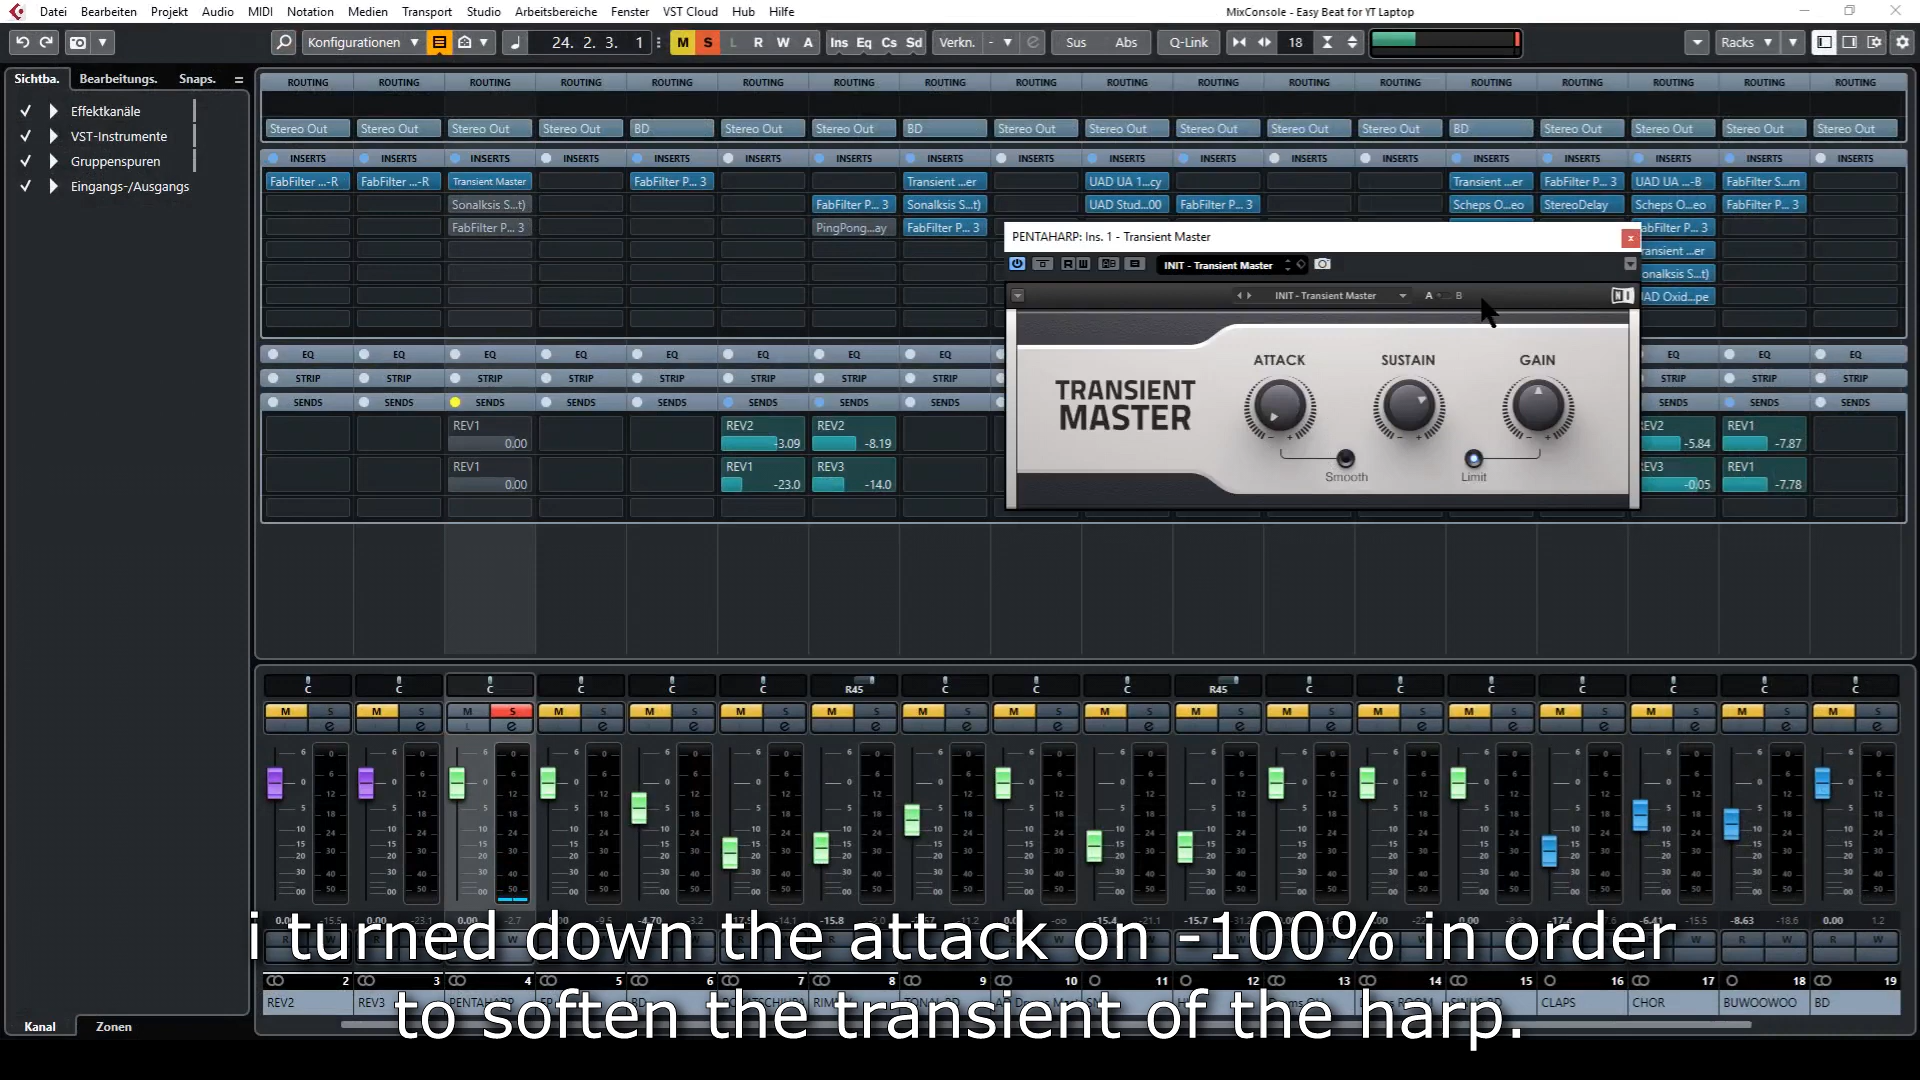 Datei Bearbeiten Projekt Audio MIDI Notation Medien Transport Studio Arbeitsbereiche Fenster VST Cloud Hub Hilfe MixConsole - Easy Beat for YT Laptop
Konfigurationen 24. 2. 3. 1 M S L R W A Ins Eq Cs Sd Verkn. - Sus Abs Q-Link 18 Racks
Sichtba. Bearbeitungs. Snaps.
Effektkanäle
VST-Instrumente
Gruppenspuren
Eingangs-/Ausgangs
ROUTING ROUTING ROUTING ROUTING ROUTING ROUTING ROUTING ROUTING ROUTING ROUTING ROUTING ROUTING ROUTING ROUTING ROUTING ROUTING ROUTING ROUTING
Stereo Out Stereo Out Stereo Out Stereo Out BD Stereo Out Stereo Out BD Stereo Out Stereo Out Stereo Out Stereo Out Stereo Out BD Stereo Out Stereo Out Stereo Out Stereo Out
INSERTS INSERTS INSERTS INSERTS INSERTS INSERTS INSERTS INSERTS INSERTS INSERTS INSERTS INSERTS INSERTS INSERTS INSERTS INSERTS INSERTS INSERTS
FabFilter ...-R FabFilter ...-R Transient Master FabFilter P... 3 Transient ...er UAD UA 1...cy Transient ...er FabFilter P... 3 UAD UA ...-B FabFilter S...rn
Sonalksis S...t) FabFilter P... 3 Sonalksis S...t) UAD Stud...00 FabFilter P... 3 Scheps O...eo StereoDelay Scheps O...eo FabFilter P... 3
FabFilter P... 3 PingPong...ay FabFilter P... 3 FabFilter P... 3
ransient ...er
onalksis S...t)
AD Oxid...pe
PENTAHARP: Ins. 1 - Transient Master
R W INIT - Transient Master
INIT - Transient Master A B
ATTACK SUSTAIN GAIN
TRANSIENT
MASTER
- + - + - +
Smooth Limit
EQ EQ EQ EQ EQ EQ EQ EQ EQ EQ EQ
STRIP STRIP STRIP STRIP STRIP STRIP STRIP STRIP STRIP STRIP STRIP
SENDS SENDS SENDS SENDS SENDS SENDS SENDS SENDS SENDS SENDS SENDS
REV1 REV2 REV2 REV2 REV1
0.00 -3.09 -8.19 -5.84 -7.87
REV1 REV1 REV3 REV3 REV1
0.00 -23.0 -14.0 -0.05 -7.78
C C C C C C R45 C C C R45 C C C C C C C
M S M S M S M S M S M S M S M S M S M S M S M S M S M S M S M S M S M S
i turned down the attack on -100% in order
2 3 4 5 6 7 8 9 10 11 12 13 14 15 16 17 18 19
REV2 REV3 PENTAHARP CLAPS CHOR BUWOOWOO BD
to soften the transient of the harp.
Kanal Zonen